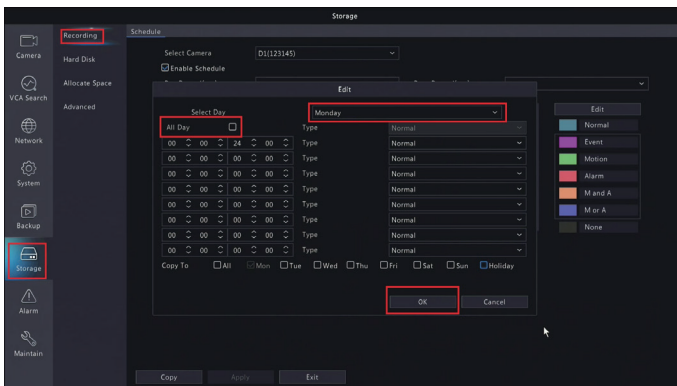 Storage
Recording
Schedule
Camera
Select Camera D1(123145)
Hard Disk
Enable Schedule
Allocate Space
VCA Search
Edit
Advanced
Select Day Monday
Edit
All Day Type Normal
Normal
Network
00 00 24 00 Type Normal
Event
00 00 00 00 Type Normal
Motion
00 00 00 00 Type Normal
Alarm
System
00 00 00 00 Type Normal
M and A
00 00 00 00 Type Normal
M or A
Backup
00 00 00 00 Type Normal
None
00 00 00 00 Type Normal
00 00 00 00 Type Normal
Storage
Copy To All Mon Tue Wed Thu Fri Sat Sun Holiday
OK Cancel
Alarm
Maintain
Copy Apply Exit